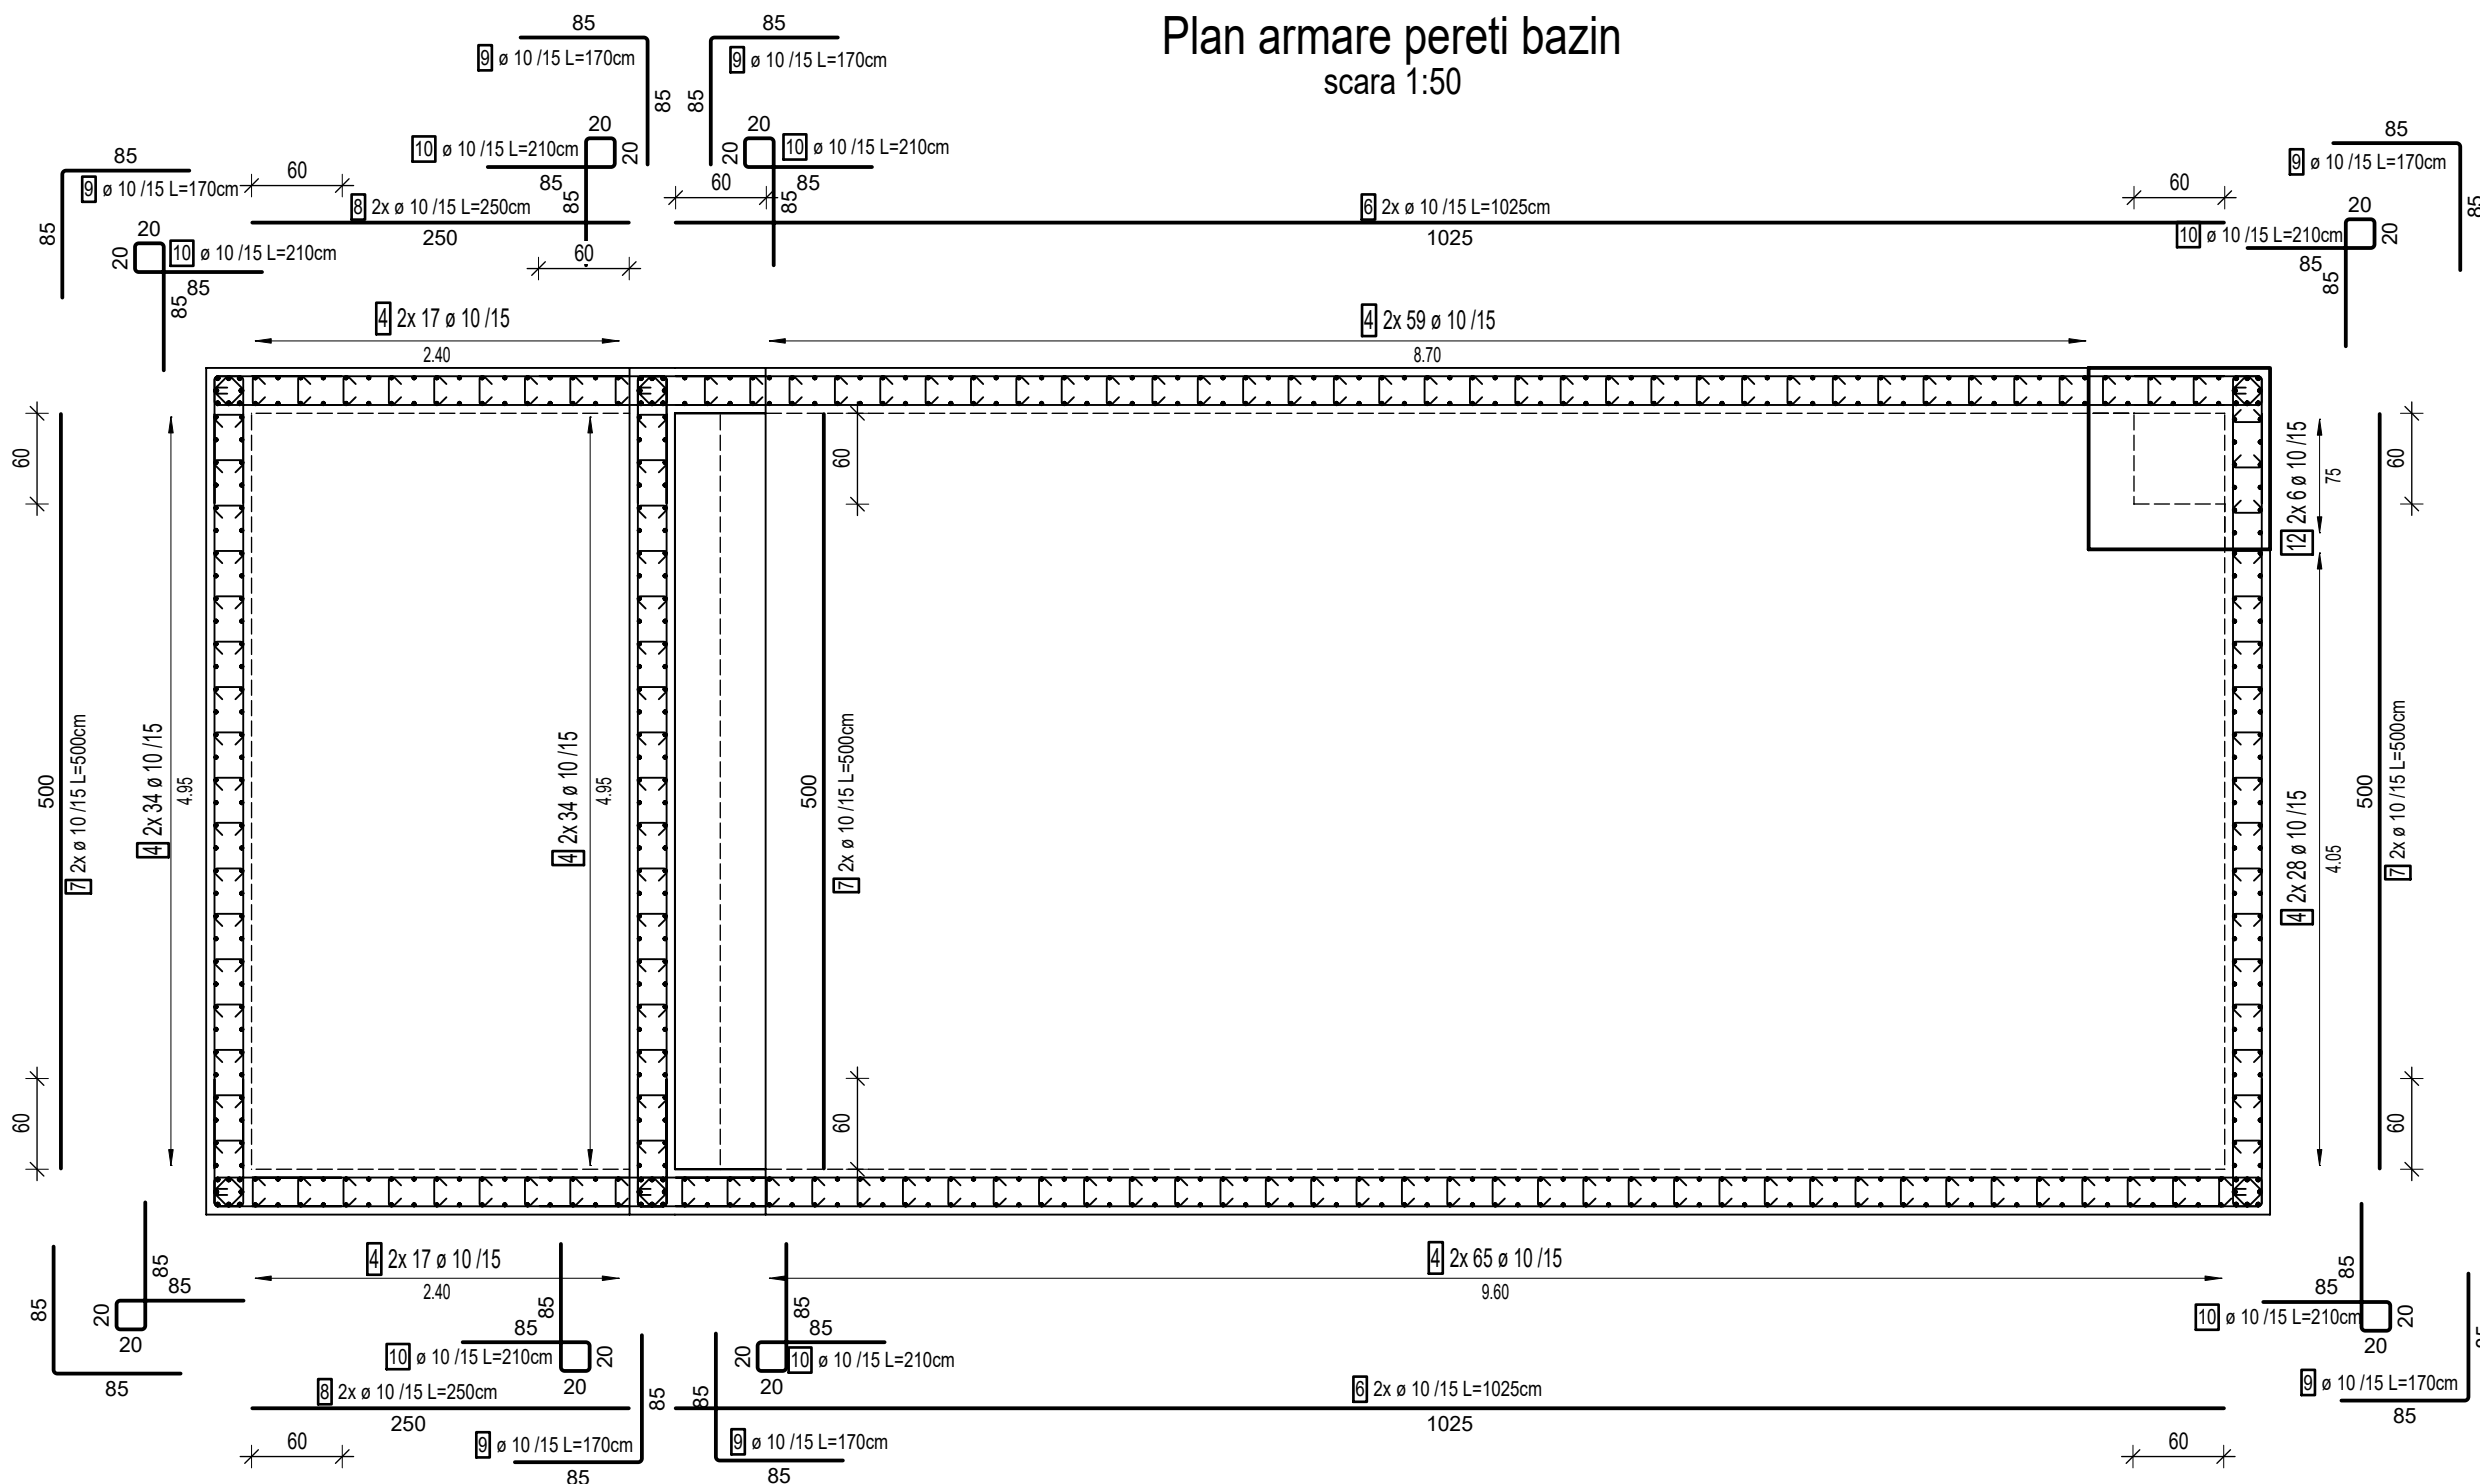 Plan armare pereti bazin
scara 1:50
85
9 ø 10 /15 L=170cm
85
85
9 ø 10 /15 L=170cm
85
20
10 ø 10 /15 L=210cm
20
85
85
20
20
10 ø 10 /15 L=210cm
85
85
85
9 ø 10 /15 L=170cm
85
60
20
20
10 ø 10 /15 L=210cm
85
85
8 2x ø 10 /15 L=250cm
250
60
60
6 2x ø 10 /15 L=1025cm
1025
60
85
9 ø 10 /15 L=170cm
85
20
20
10 ø 10 /15 L=210cm
85
85
4 2x 17 ø 10 /15
2.40
4 2x 59 ø 10 /15
8.70
60
60
12 2x 6 ø 10 /15
75
60
500
7 2x ø 10 /15 L=500cm
4 2x 34 ø 10 /15
4.95
4 2x 34 ø 10 /15
4.95
500
7 2x ø 10 /15 L=500cm
4 2x 28 ø 10 /15
4.05
500
7 2x ø 10 /15 L=500cm
60
60
60
4 2x 17 ø 10 /15
2.40
4 2x 65 ø 10 /15
9.60
85
85
85
20
20
85
85
85
10 ø 10 /15 L=210cm
20
20
85
85
20
10 ø 10 /15 L=210cm
20
8 2x ø 10 /15 L=250cm
250
60
85
9 ø 10 /15 L=170cm
85
85
9 ø 10 /15 L=170cm
85
6 2x ø 10 /15 L=1025cm
1025
60
85
85
10 ø 10 /15 L=210cm
20
20
85
9 ø 10 /15 L=170cm
85